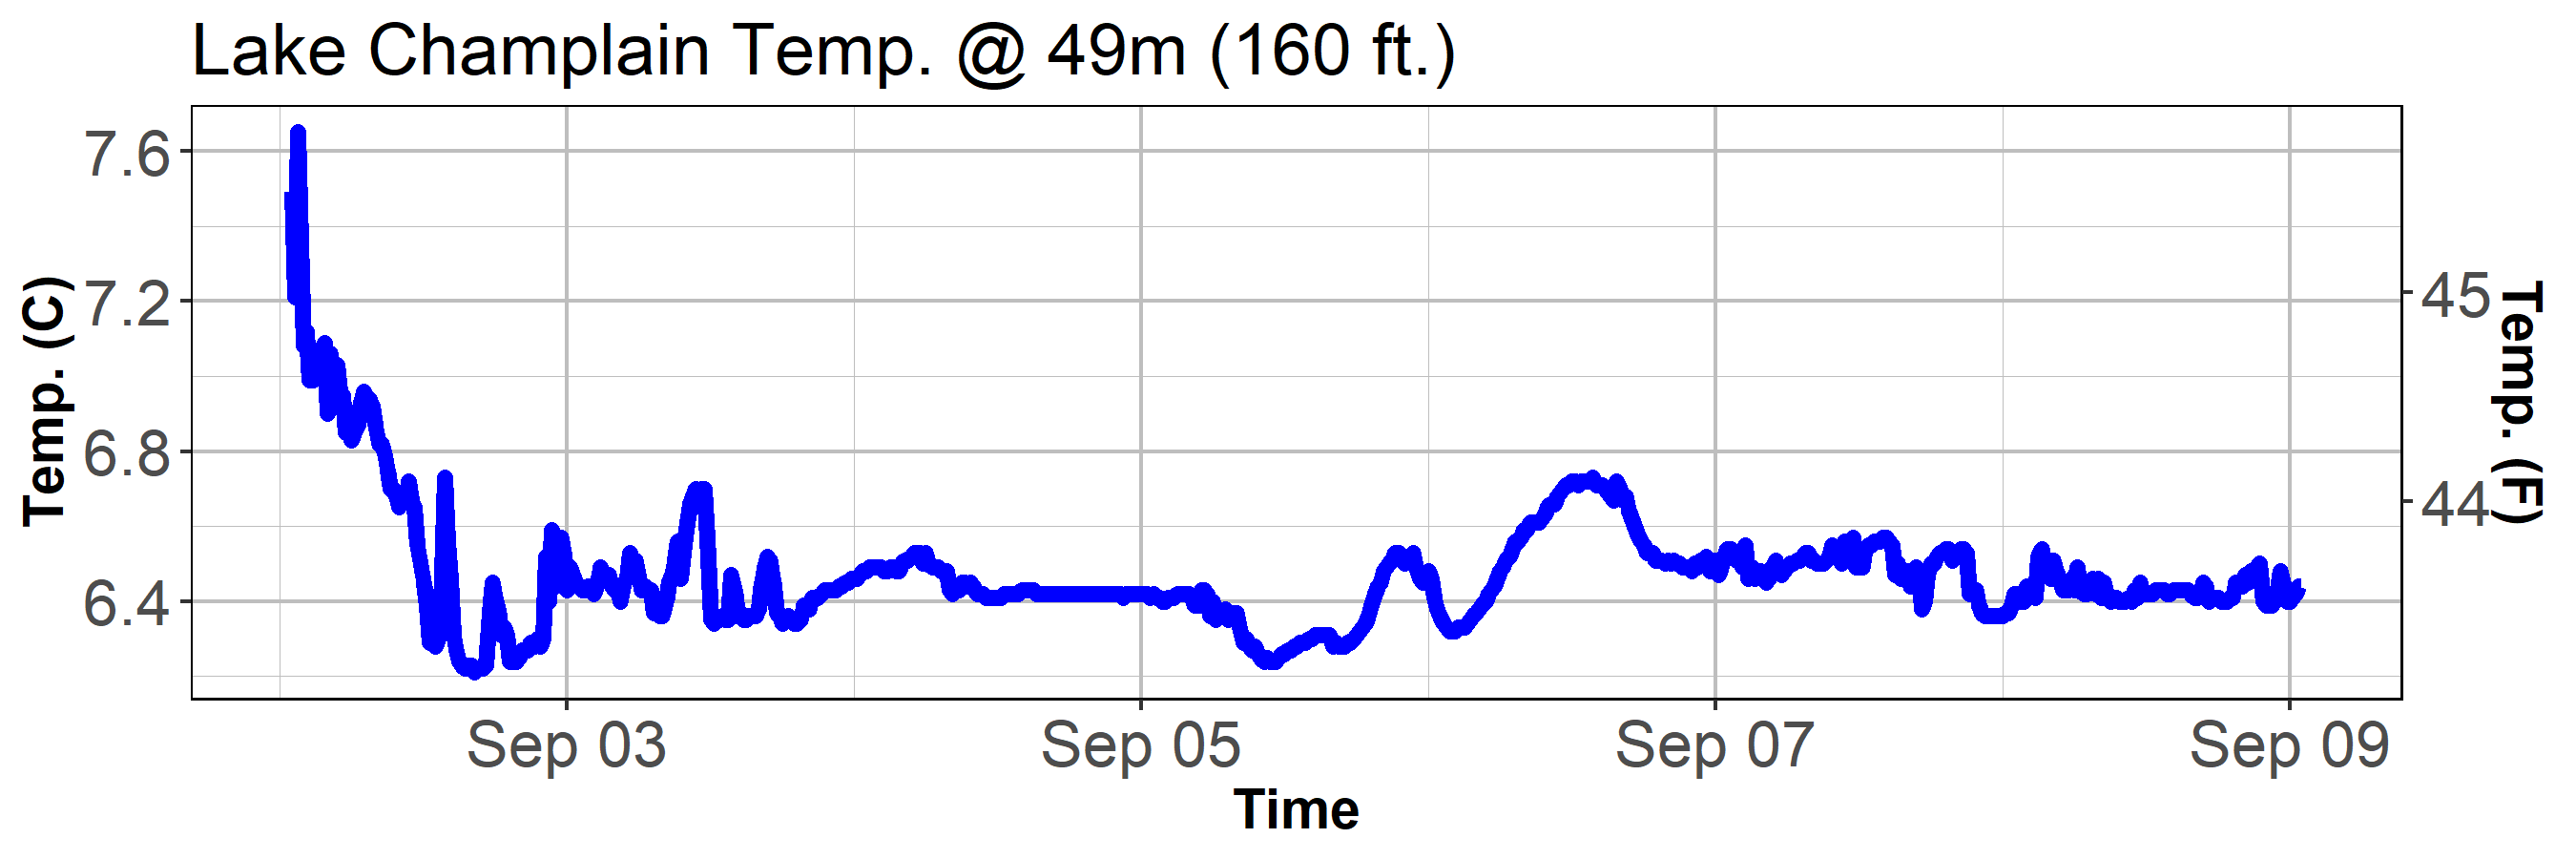 Lake Champlain Temp. @ 49m (160 ft.)
Temp. (C)
7.6
7.2
6.8
6.4
45
44
Temp. (F)
Sep 03 Sep 05 Sep 07 Sep 09
Time